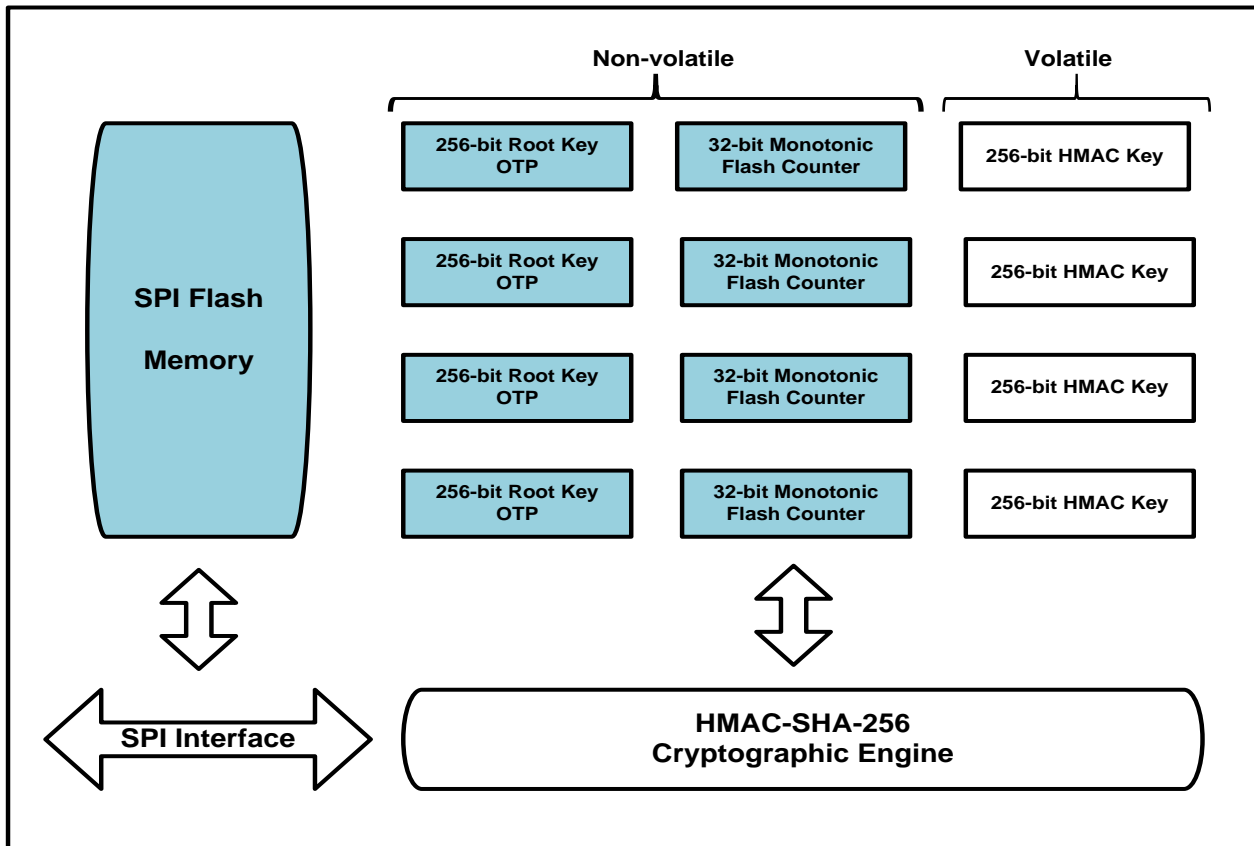 Non-volatile
Volatile
256-bit Root Key
OTP
32-bit Monotonic
Flash Counter
256-bit HMAC Key
256-bit Root Key
OTP
32-bit Monotonic
Flash Counter
256-bit HMAC Key
SPI Flash
Memory
256-bit Root Key
OTP
32-bit Monotonic
Flash Counter
256-bit HMAC Key
256-bit Root Key
OTP
32-bit Monotonic
Flash Counter
256-bit HMAC Key
SPI Interface
HMAC-SHA-256
Cryptographic Engine